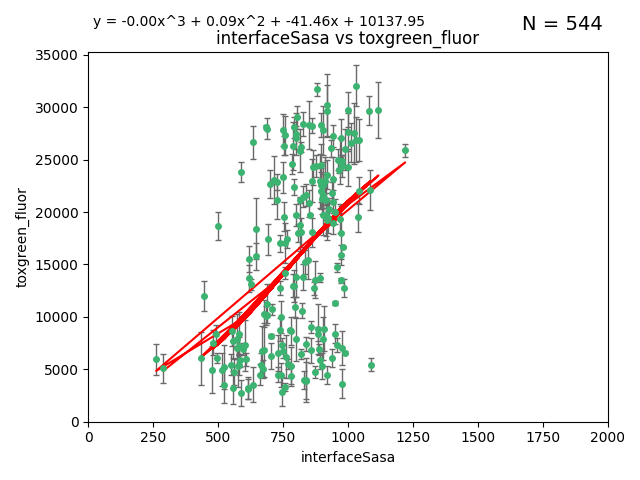 y = -0.00x^3 + 0.09x^2 + -41.46x + 10137.95
N = 544
interfaceSasa vs toxgreen_fluor
35000
30000
25000
20000
15000
10000
5000
0
toxgreen_fluor
0 250 500 750 1000 1250 1500 1750 2000
interfaceSasa